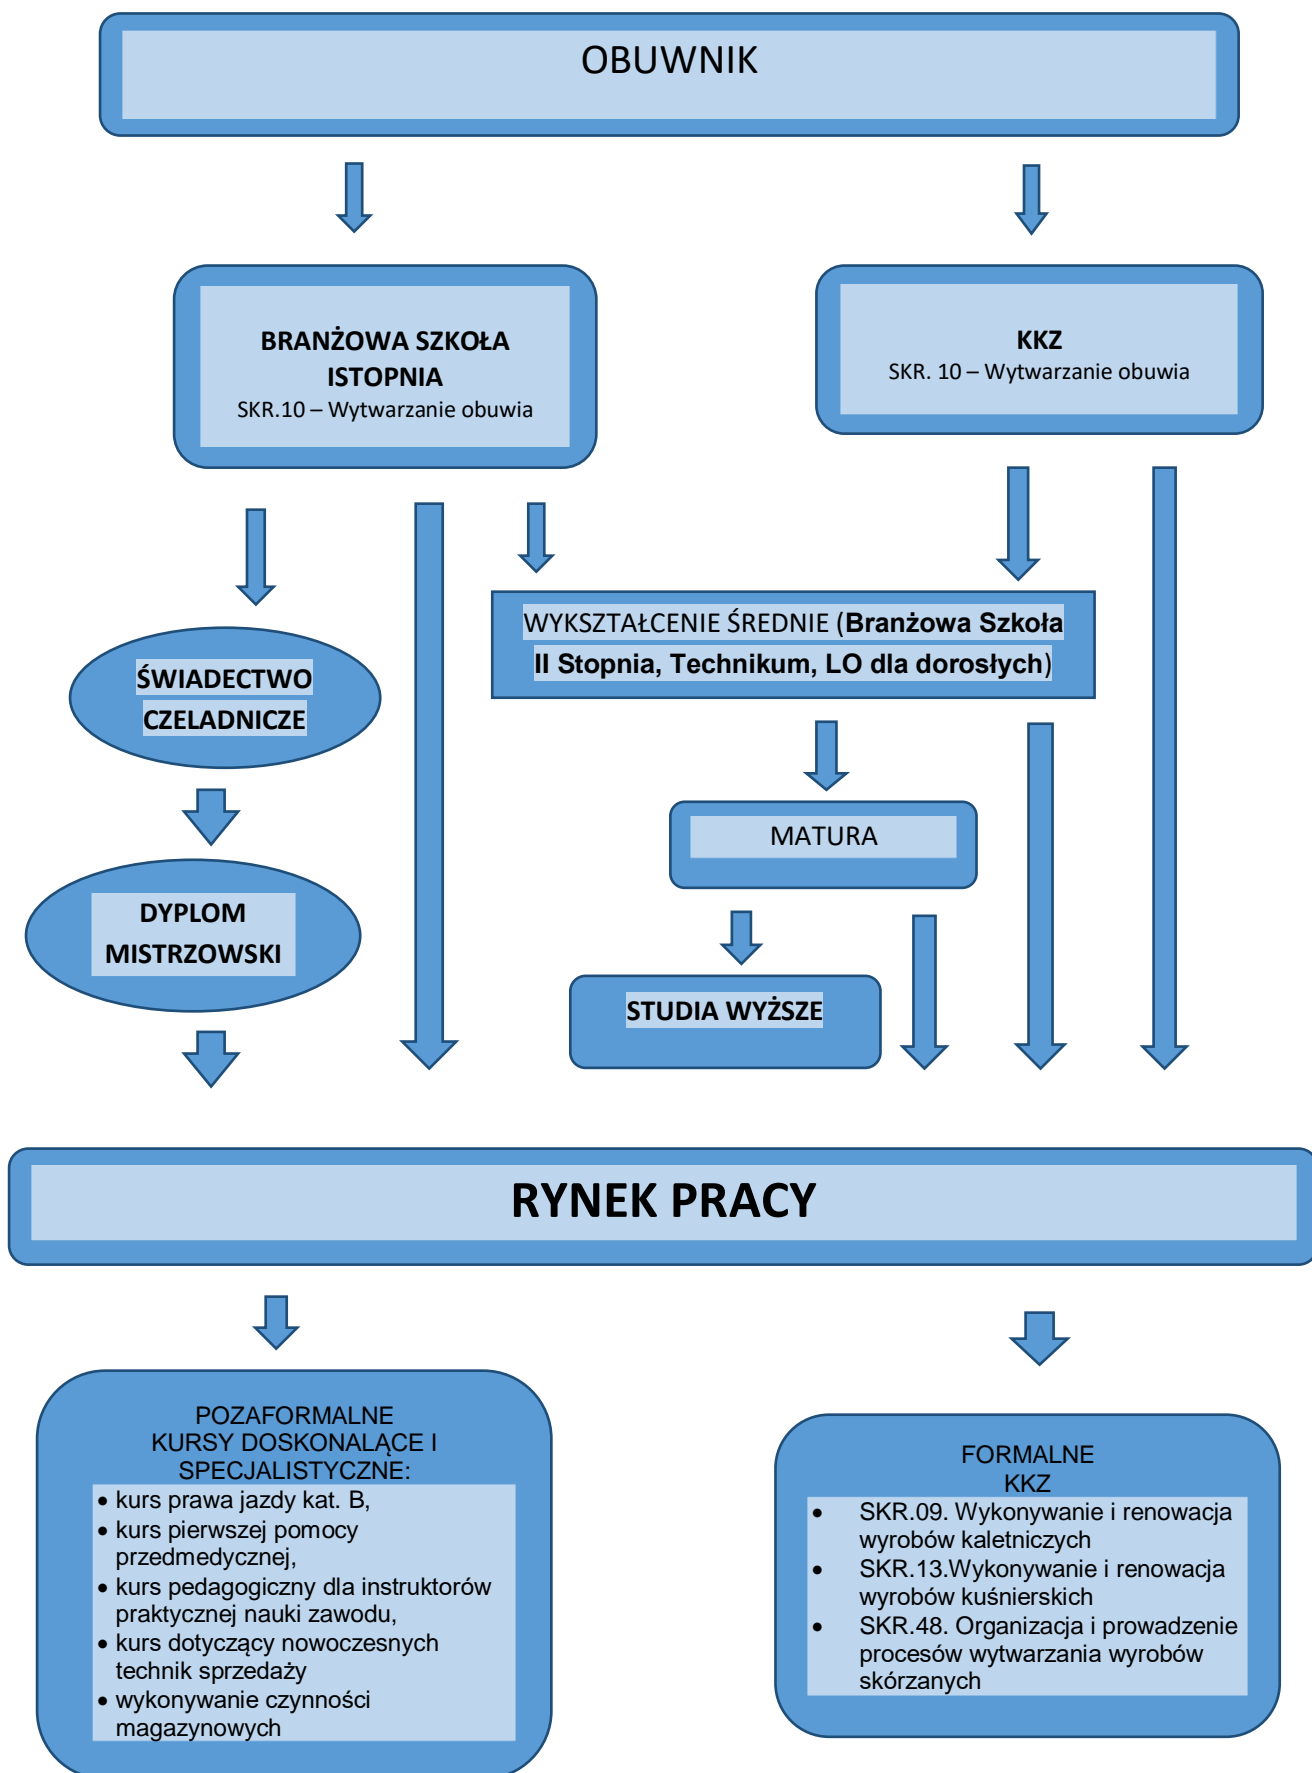 OBUWNIK
BRANŻOWA SZKOŁA
ISTOPNIA
SKR.10 – Wytwarzanie obuwia
KKZ
SKR. 10 – Wytwarzanie obuwia
WYKSZTAŁCENIE ŚREDNIE (Branżowa Szkoła
II Stopnia, Technikum, LO dla dorosłych)
ŚWIADECTWO
CZELADNICZE
MATURA
DYPLOM
MISTRZOWSKI
STUDIA WYŻSZE
RYNEK PRACY
POZAFORMALNE
KURSY DOSKONALĄCE I
SPECJALISTYCZNE:
• kurs prawa jazdy kat. B,
• kurs pierwszej pomocy
przedmedycznej,
• kurs pedagogiczny dla instruktorów
praktycznej nauki zawodu,
• kurs dotyczący nowoczesnych
technik sprzedaży
• wykonywanie czynności
magazynowych
FORMALNE
KKZ
• SKR.09. Wykonywanie i renowacja
wyrobów kaletniczych
• SKR.13.Wykonywanie i renowacja
wyrobów kuśnierskich
• SKR.48. Organizacja i prowadzenie
procesów wytwarzania wyrobów
skórzanych